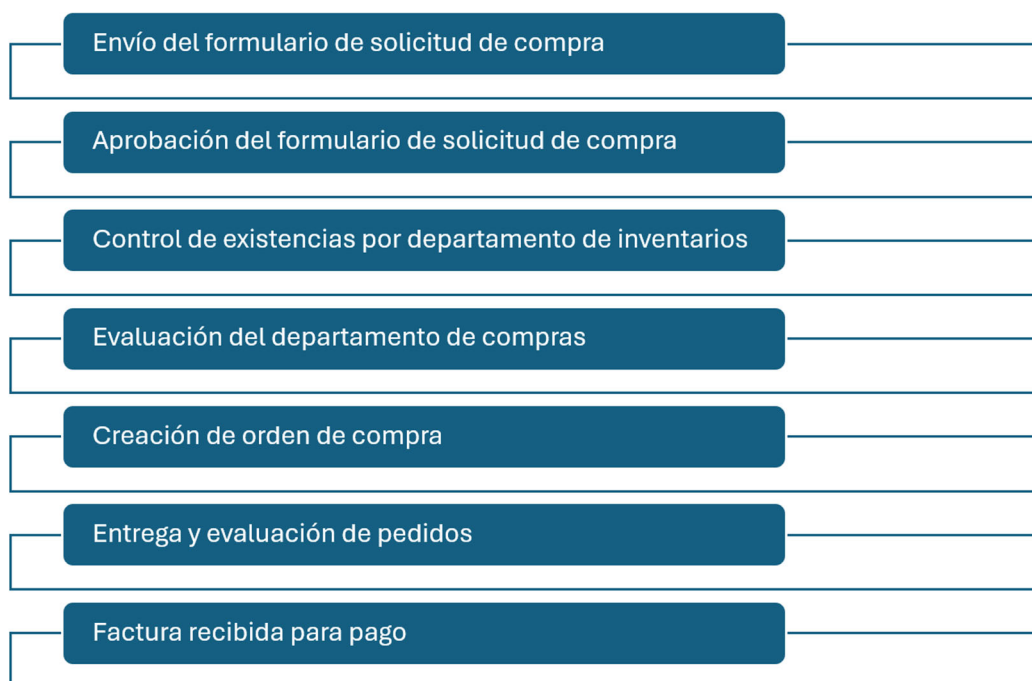 Envío del formulario de solicitud de compra
Aprobación del formulario de solicitud de compra
Control de existencias por departamento de inventarios
Evaluación del departamento de compras
Creación de orden de compra
Entrega y evaluación de pedidos
Factura recibida para pago